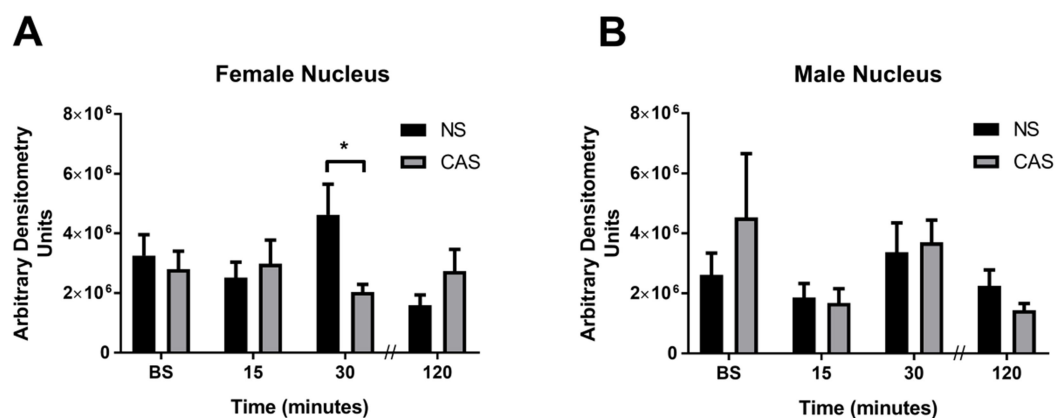 A
Female Nucleus
8×10⁶
6×10⁶
4×10⁶
2×10⁶
0
Arbitrary Densitometry
Units
NS
CAS
*
BS 15 30 // 120
Time (minutes)
B
Male Nucleus
8×10⁶
6×10⁶
4×10⁶
2×10⁶
0
Arbitrary Densitometry
Units
NS
CAS
BS 15 30 // 120
Time (minutes)